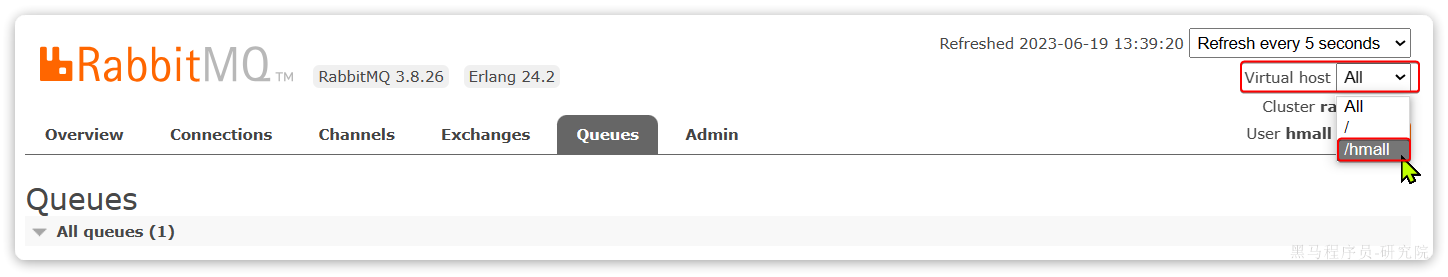 Refreshed 2023-06-19 13:39:20 Refresh every 5 seconds
RabbitMQ TM RabbitMQ 3.8.26 Erlang 24.2
Virtual host All
All
Cluster ra
/
User hmall
/hmall
Overview Connections Channels Exchanges Queues Admin
Queues
All queues (1)
黑马程序员-研究院